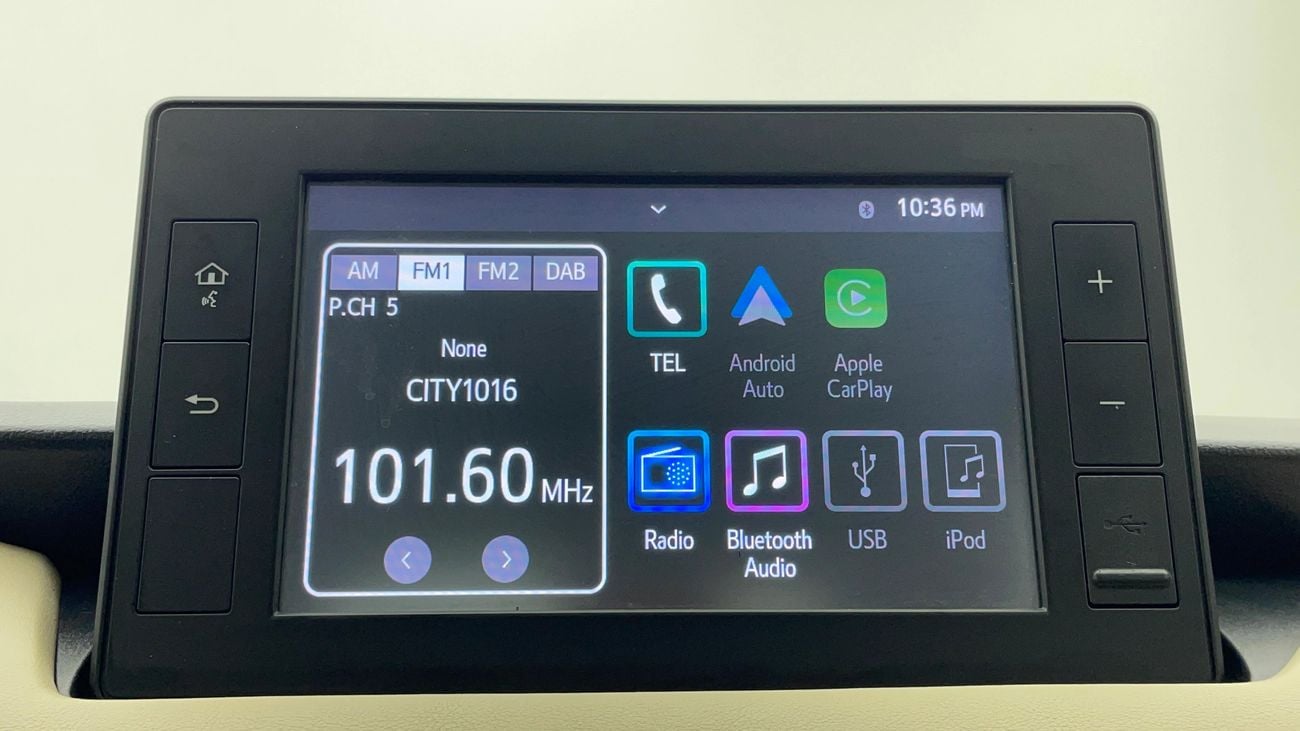 10:36 PM
AM FM1 FM2 DAB
P.CH 5
None
CITY1016
101.60 MHz
TEL
Android
Auto
Apple
CarPlay
Radio
Bluetooth
Audio
USB
iPod